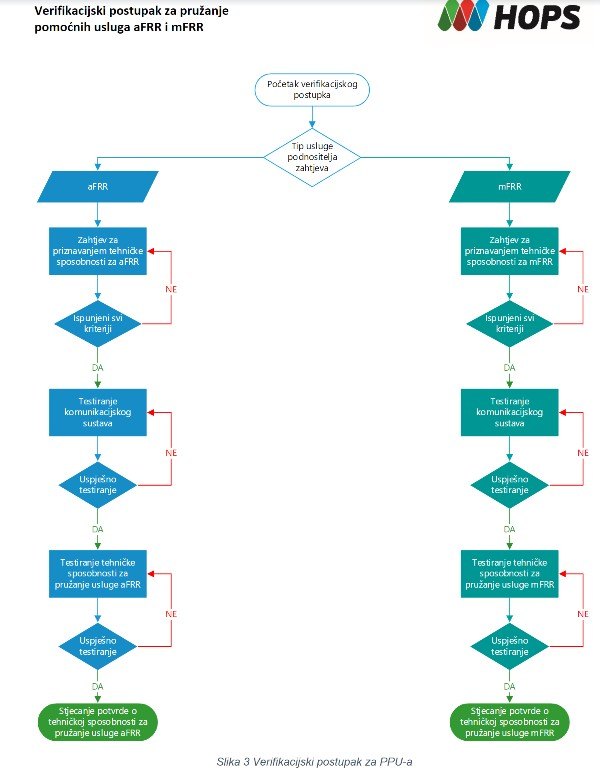 Verifikacijski postupak za pružanje
pomoćnih usluga aFRR i mFRR
HOPS
Početak verifikacijskog
postupka
Tip usluge
podnositelja
zahtjeva
aFRR
Zahtjev za
priznavanjem tehničke
sposobnosti za aFRR
NE
Ispunjeni svi
kriteriji
DA
Testiranje
komunikacijskog
sustava
NE
Uspješno
testiranje
DA
Testiranje tehničke
sposobnosti za
pružanje usluge aFRR
NE
Uspješno
testiranje
DA
Stjecanje potvrde o
tehničkoj sposobnosti za
pružanje usluge aFRR
mFRR
Zahtjev za
priznavanjem tehničke
sposobnosti za mFRR
NE
Ispunjeni svi
kriteriji
DA
Testiranje
komunikacijskog
sustava
NE
Uspješno
testiranje
DA
Testiranje tehničke
sposobnosti za
pružanje usluge mFRR
NE
Uspješno
testiranje
DA
Stjecanje potvrde o
tehničkoj sposobnosti za
pružanje usluge mFRR
Slika 3 Verifikacijski postupak za PPU-a